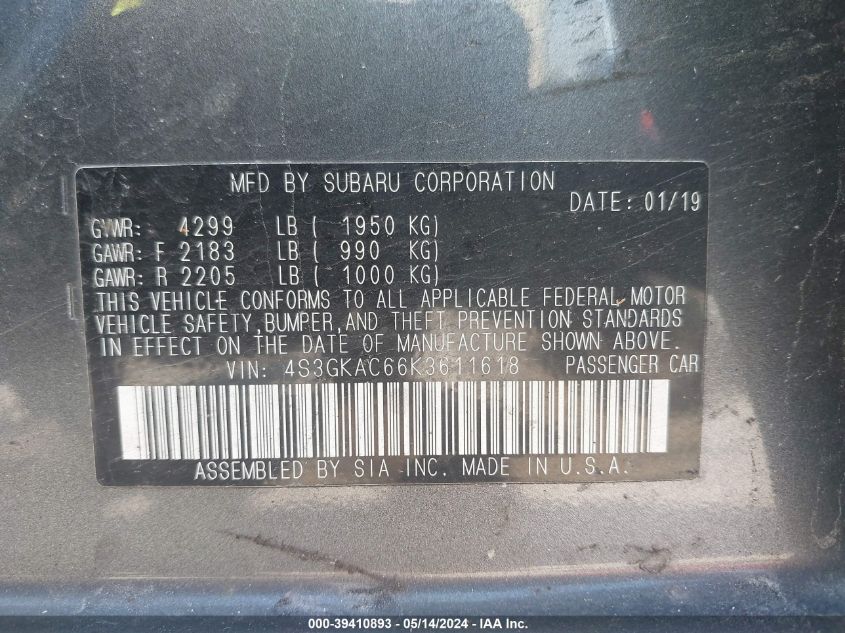 MFD BY SUBARU CORPORATION
DATE: 01/19
GVWR: 4299 LB ( 1950 KG)
GAWR: F 2183 LB ( 990 KG)
GAWR: R 2205 LB ( 1000 KG)
THIS VEHICLE CONFORMS TO ALL APPLICABLE FEDERAL MOTOR
VEHICLE SAFETY,BUMPER,AND THEFT PREVENTION STANDARDS
IN EFFECT ON THE DATE OF MANUFACTURE SHOWN ABOVE.
VIN: 4S3GKAC66K3611618 PASSENGER CAR
ASSEMBLED BY SIA INC. MADE IN U.S.A.
000-39410893 - 05/14/2024 - IAA Inc.